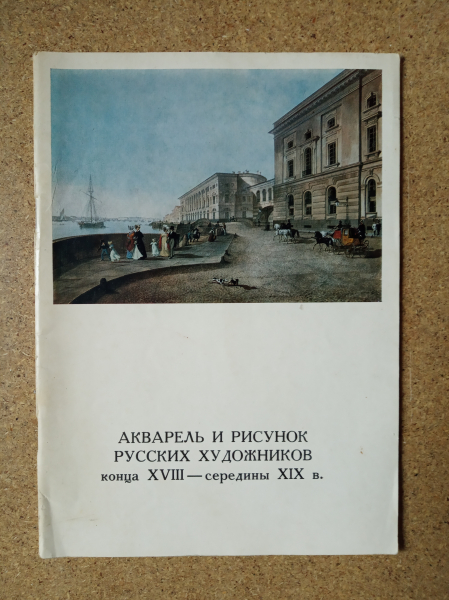 АКВАРЕЛЬ И РИСУНОК
РУССКИХ ХУДОЖНИКОВ
конца XVIII — середины XIX в.